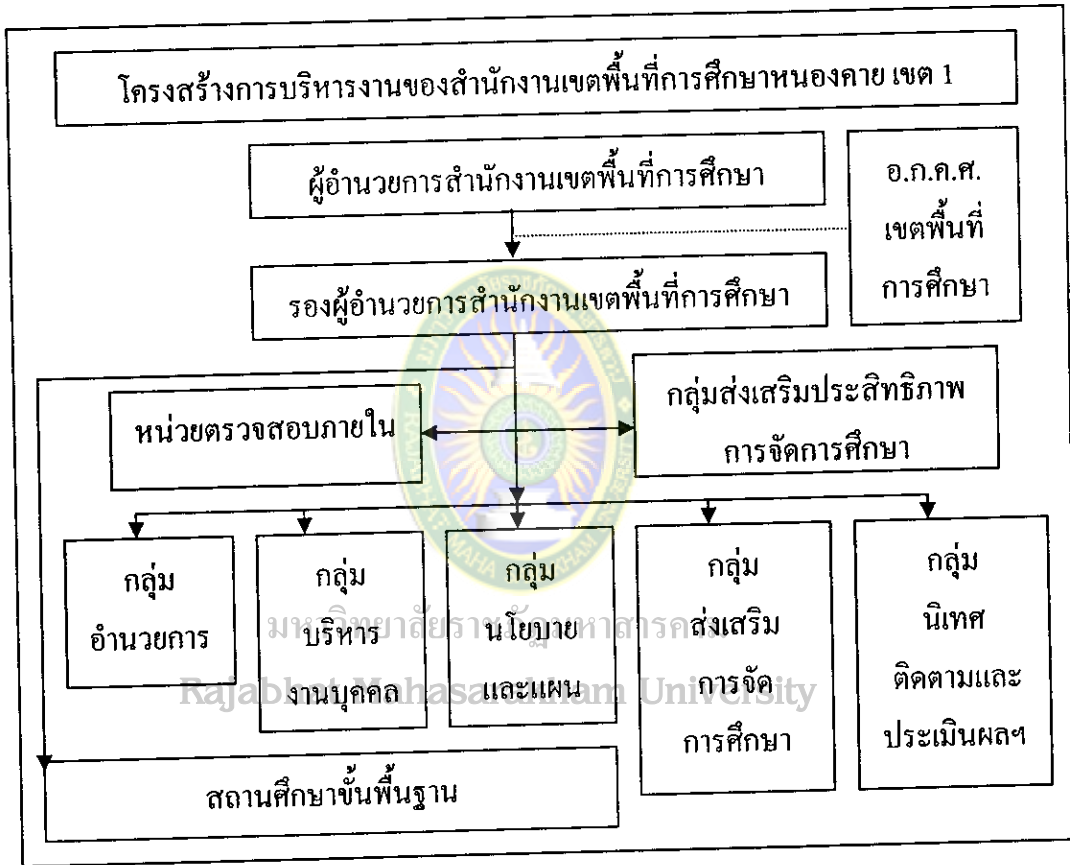 โครงสร้างการบริหารงานของสำนักงานเขตพื้นที่การศึกษาหนองคาย เขต 1
ผู้อำนวยการสำนักงานเขตพื้นที่การศึกษา
อ.ก.ค.ศ.
เขตพื้นที่
การศึกษา
รองผู้อำนวยการสำนักงานเขตพื้นที่การศึกษา
หน่วยตรวจสอบภายใน
กลุ่มส่งเสริมประสิทธิภาพ
การจัดการศึกษา
กลุ่ม
อำนวยการ
กลุ่ม
บริหาร
งานบุคคล
กลุ่ม
นโยบาย
และแผน
กลุ่ม
ส่งเสริม
การจัด
การศึกษา
กลุ่ม
นิเทศ
ติดตามและ
ประเมินผลฯ
มหาวิทยาลัยราชภัฏมหาสารคาม
Rajabhat Mahasarakham University
สถานศึกษาขั้นพื้นฐาน